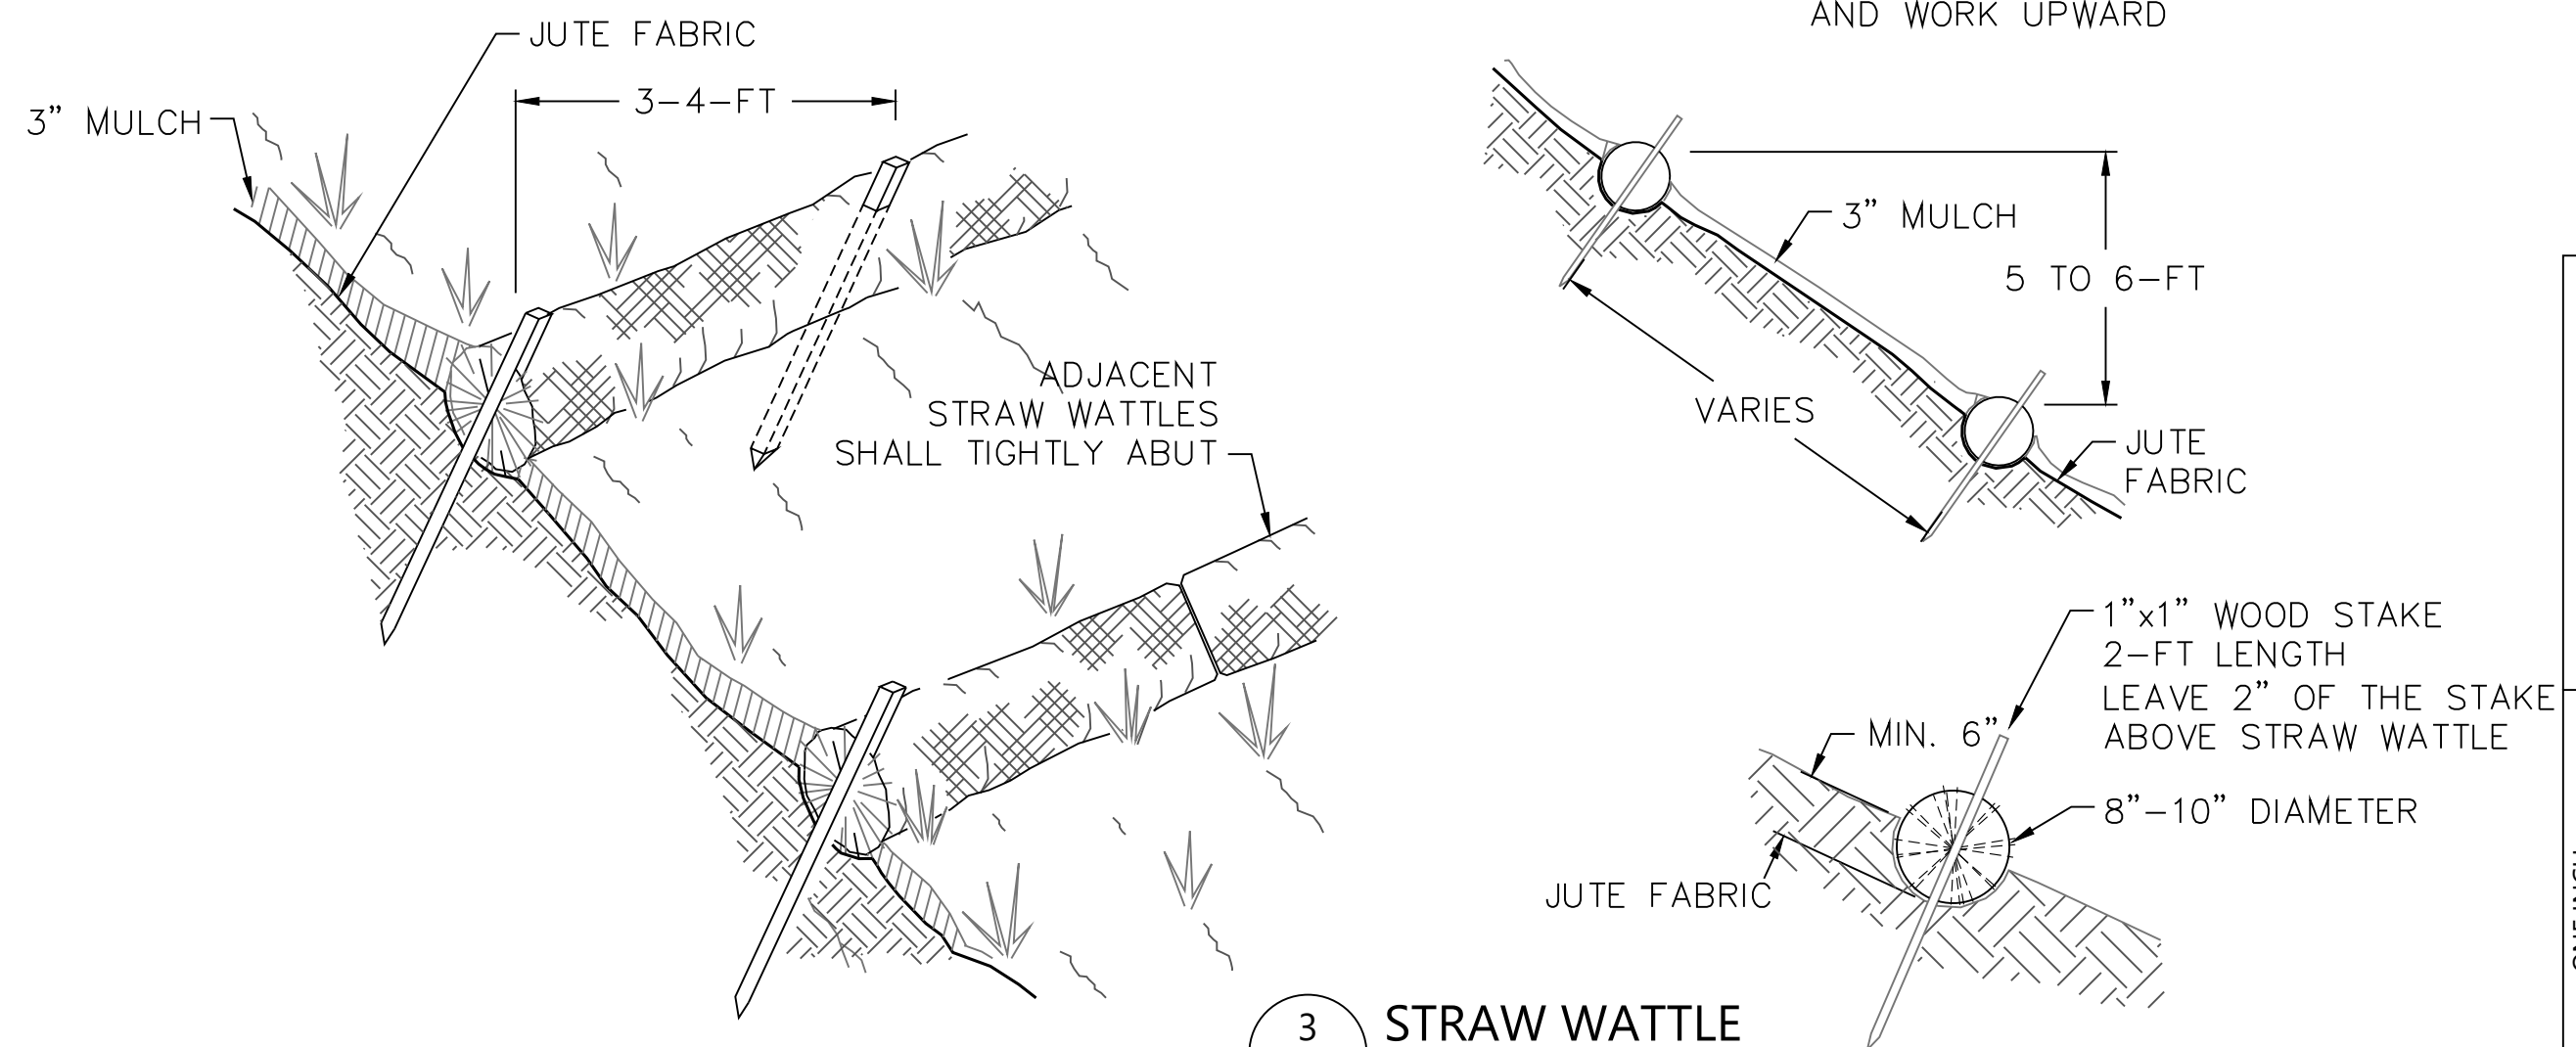 AND WORK UPWARD
JUTE FABRIC
3-4-FT
3" MULCH
3" MULCH
5 TO 6-FT
VARIES
ADJACENT
STRAW WATTLES
SHALL TIGHTLY ABUT
JUTE
FABRIC
1"x1" WOOD STAKE
2-FT LENGTH
LEAVE 2" OF THE STAKE
ABOVE STRAW WATTLE
MIN. 6"
8"-10" DIAMETER
JUTE FABRIC
3
STRAW WATTLE